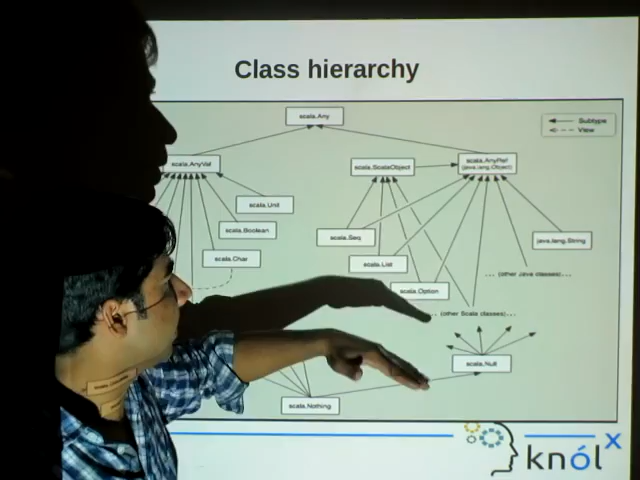 Class hierarchy
scala.Any
Subtype
View
scala.AnyVal
scala.ScalaObject
scala.AnyRef
(java.lang.Object)
scala.Unit
scala.Boolean
scala.Seq
java.lang.String
scala.Char
scala.List
... (other Java classes)...
scala.Option
... (other Scala classes)...
scala.Null
scala.Nothing
knólx